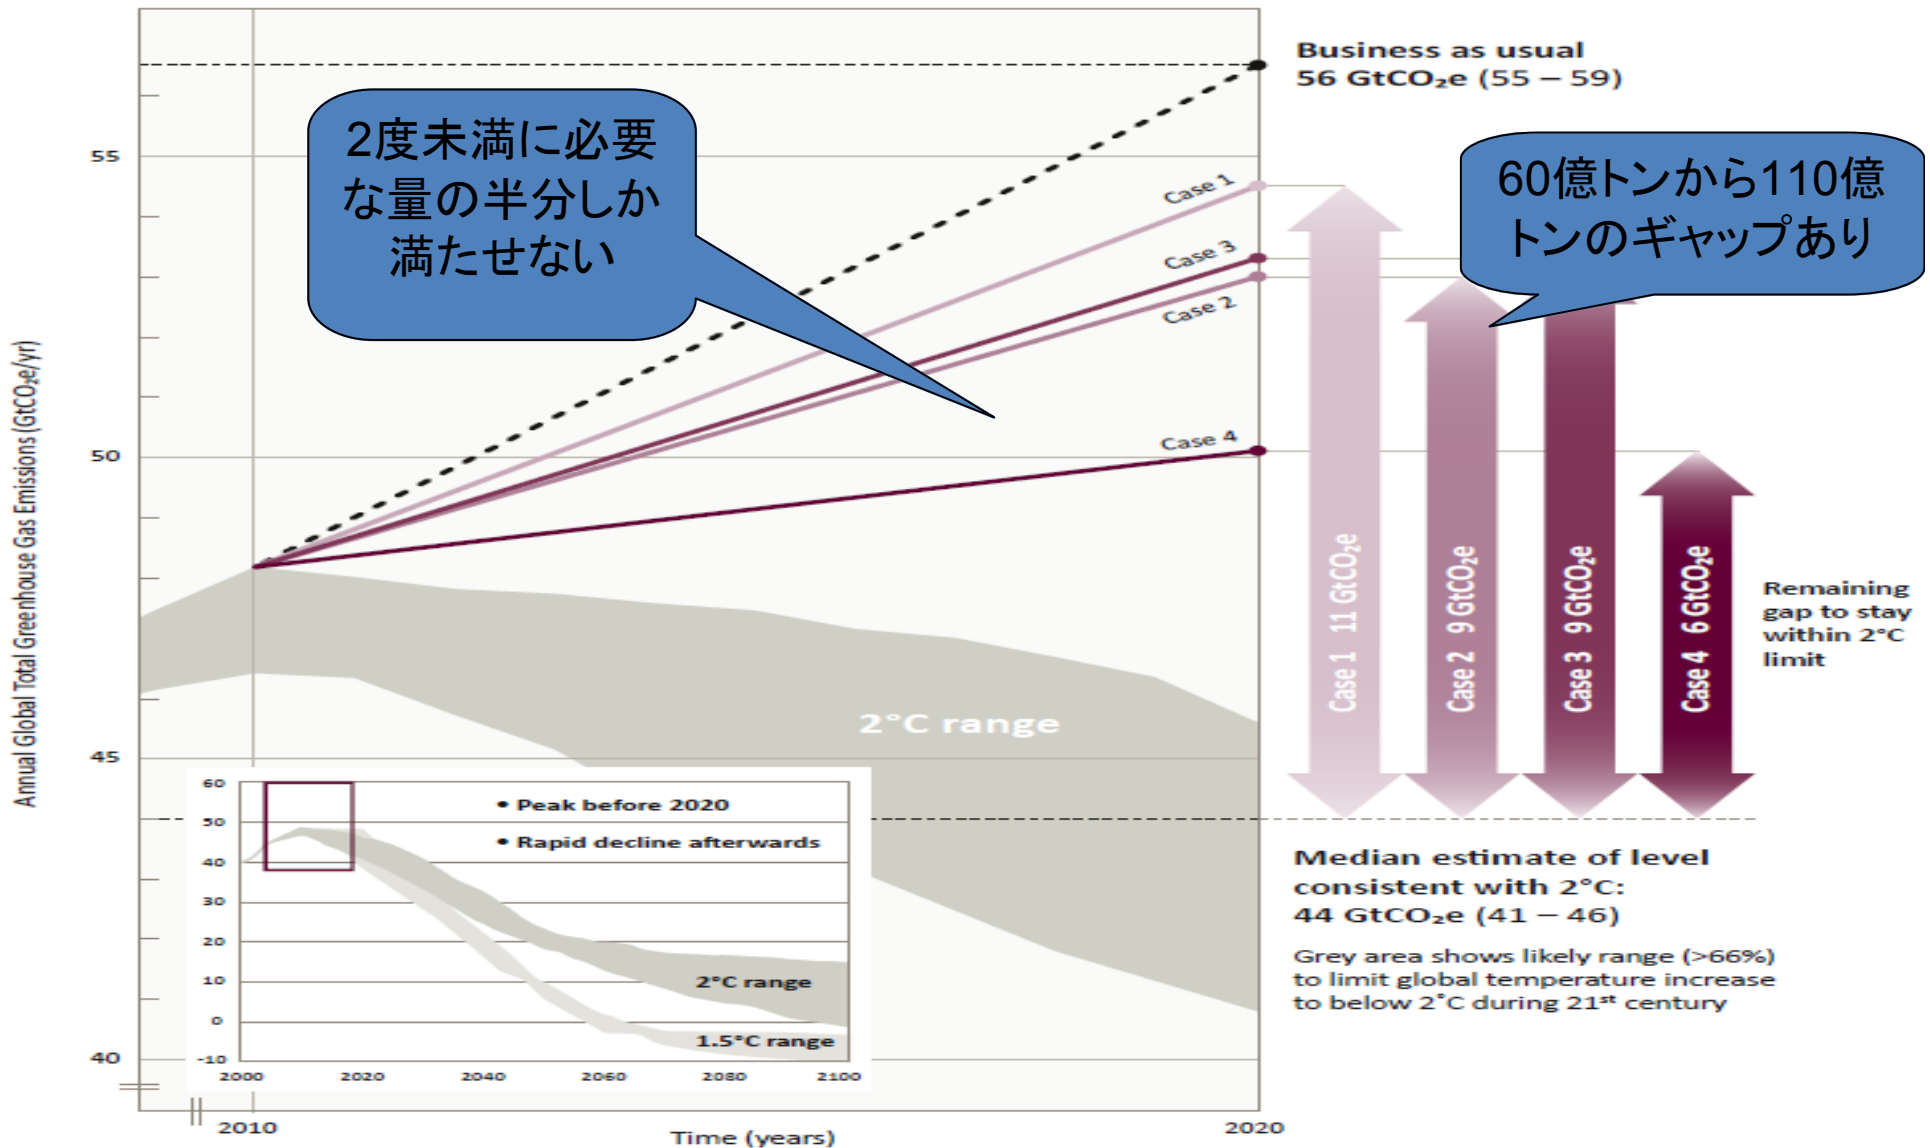 Business as usual
56 GtCO₂e (55 – 59)
2度未満に必要
な量の半分しか
満たせない
60億トンから110億
トンのギャップあり
Annual Global Total Greenhouse Gas Emissions (GtCO₂e/yr)
55
50
45
40
Case 1
Case 3
Case 2
Case 4
2°C range
Case 1 11 GtCO₂e
Case 2 9 GtCO₂e
Case 3 9 GtCO₂e
Case 4 6 GtCO₂e
Remaining
gap to stay
within 2°C
limit
60
50
40
30
20
10
0
-10
• Peak before 2020
• Rapid decline afterwards
2°C range
1.5°C range
2000 2020 2040 2060 2080 2100
Median estimate of level
consistent with 2°C:
44 GtCO₂e (41 – 46)
Grey area shows likely range (>66%)
to limit global temperature increase
to below 2˚C during 21st century
2010
2020
Time (years)